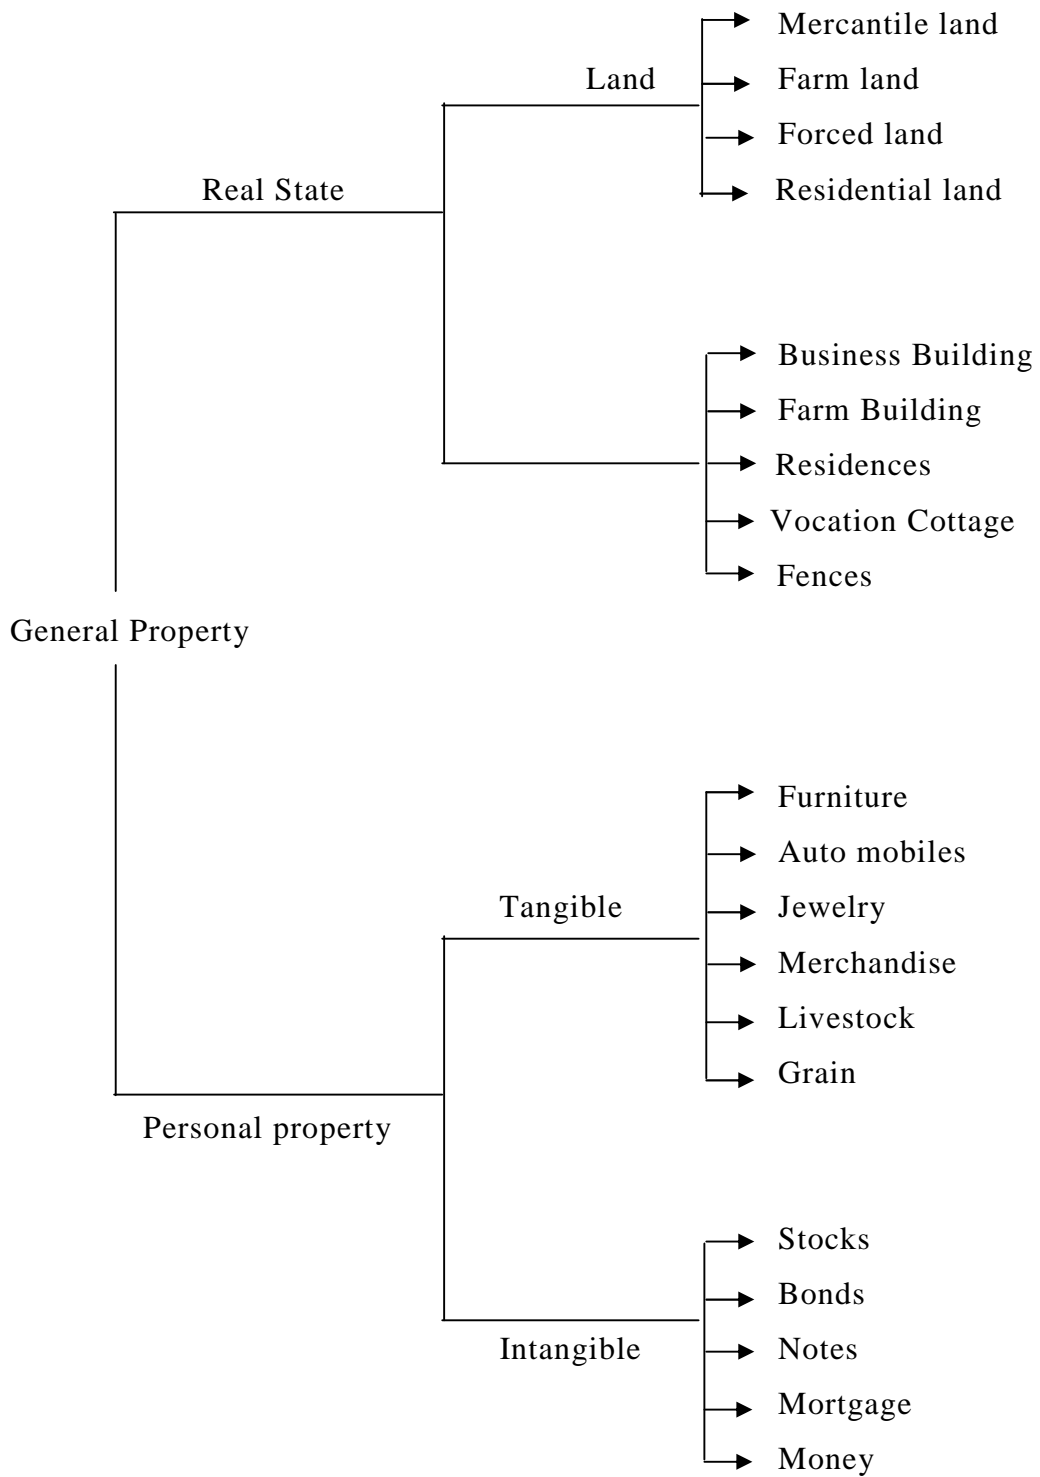 Mercantile land
Land
Farm land
Forced land
Real State
Residential land
Business Building
Farm Building
Residences
Vocation Cottage
Fences
General Property
Furniture
Auto mobiles
Tangible
Jewelry
Merchandise
Livestock
Grain
Personal property
Stocks
Bonds
Intangible
Notes
Mortgage
Money